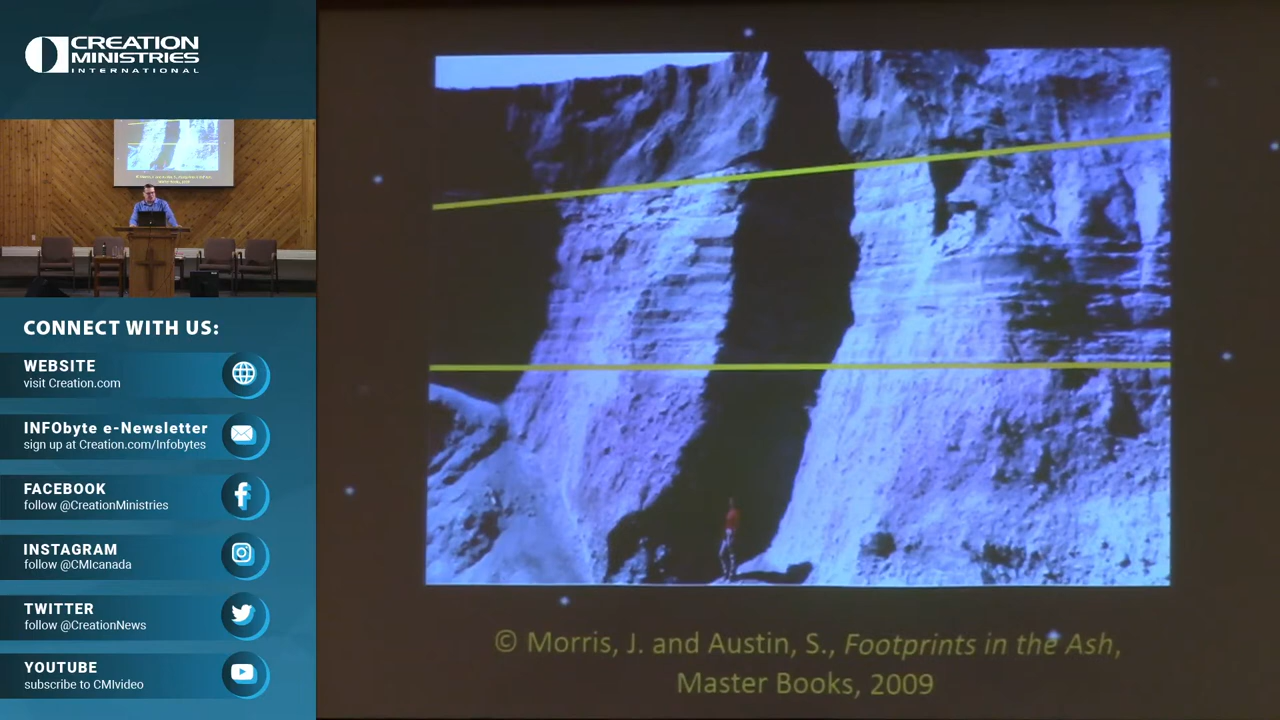 CREATION
MINISTRIES
INTERNATIONAL
CONNECT WITH US:
WEBSITE
visit Creation.com
INFObyte e-Newsletter
sign up at Creation.com/Infobytes
FACEBOOK
follow @CreationMinistries
INSTAGRAM
follow @CMIcanada
TWITTER
follow @CreationNews
YOUTUBE
subscribe to CMIvideo
© Morris, J. and Austin, S., Footprints in the Ash,
Master Books, 2009